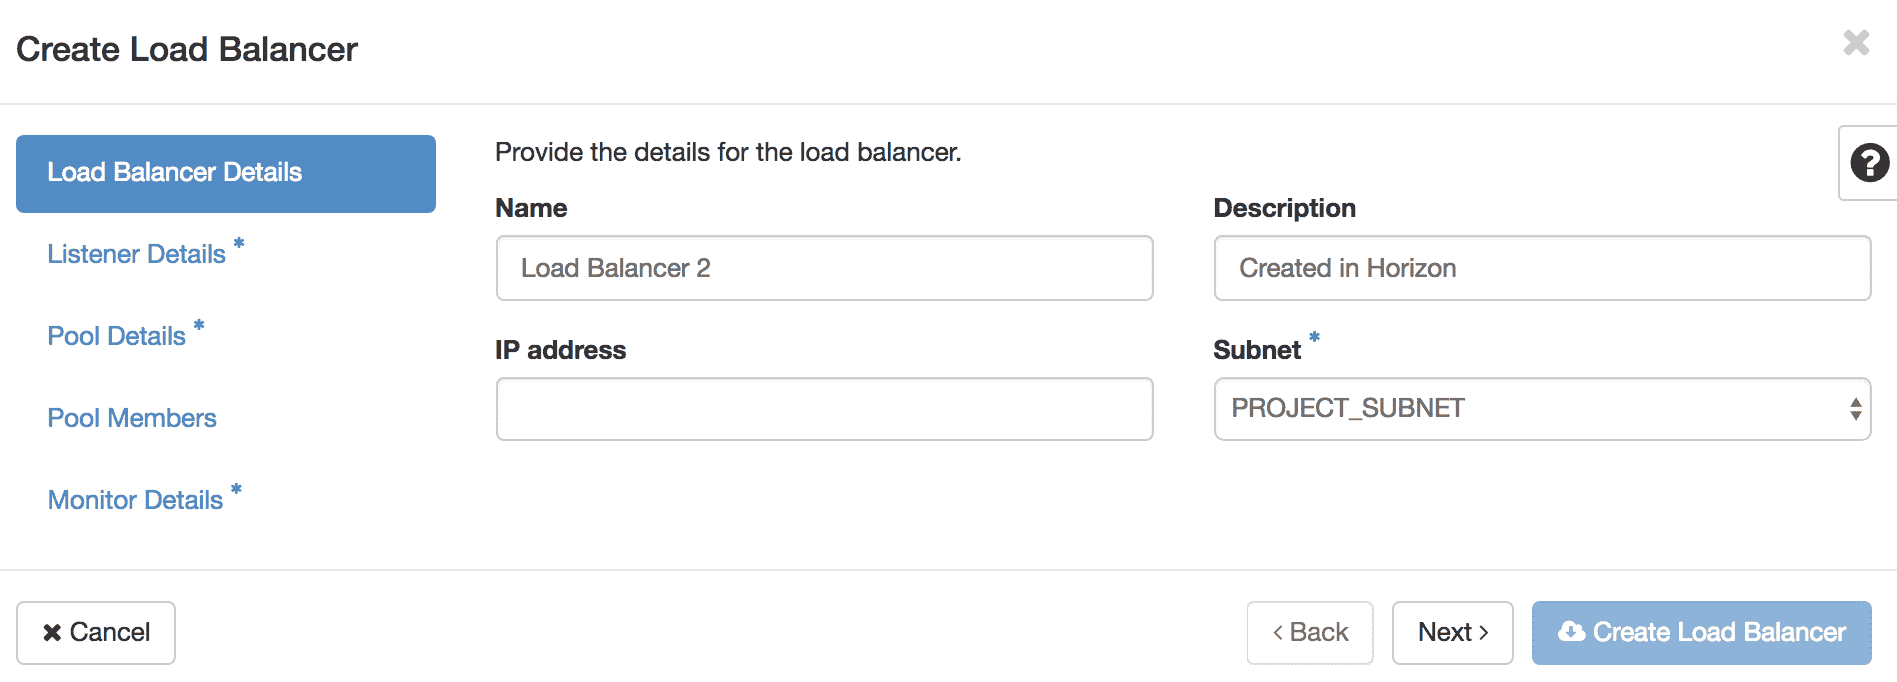 Create Load Balancer
Load Balancer Details
Listener Details *
Pool Details *
Pool Members
Monitor Details *
Provide the details for the load balancer.
Name
Load Balancer 2
Description
Created in Horizon
IP address
Subnet *
PROJECT_SUBNET
Cancel
Back
Next
Create Load Balancer